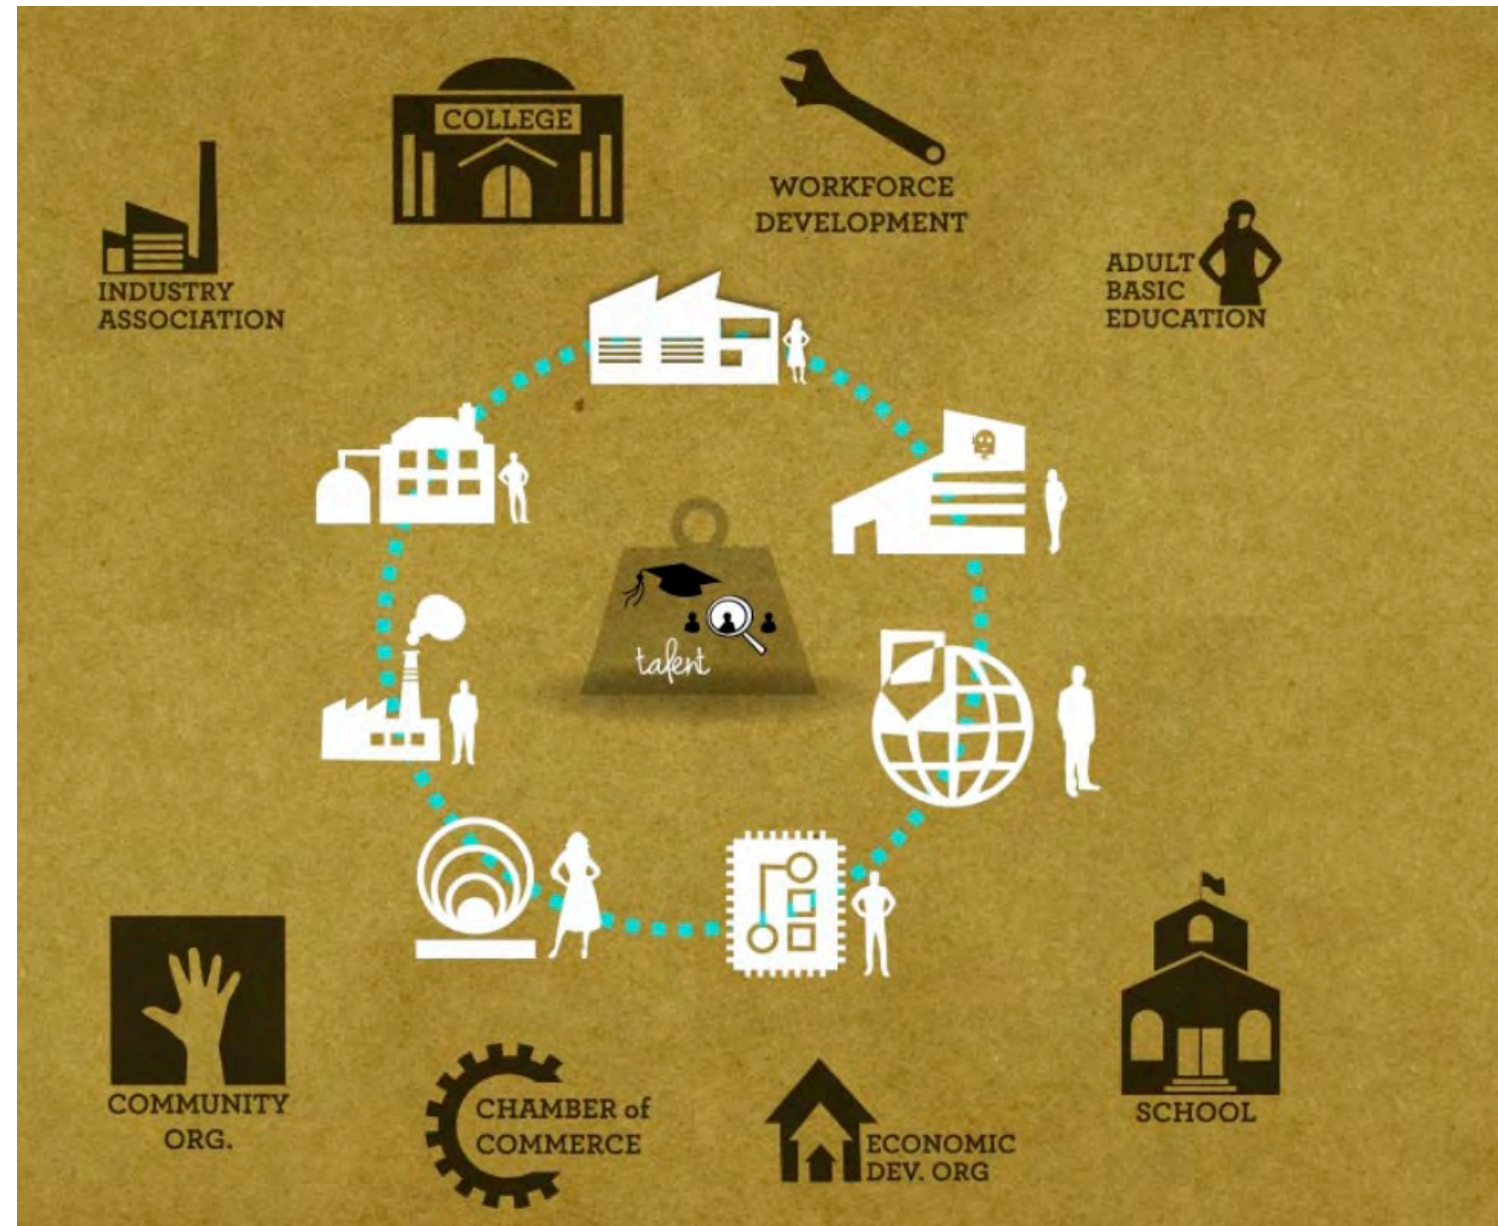 COLLEGE
WORKFORCE
DEVELOPMENT
ADULT
BASIC
EDUCATION
INDUSTRY
ASSOCIATION
talent
COMMUNITY
ORG.
CHAMBER of
COMMERCE
ECONOMIC
DEV. ORG
SCHOOL